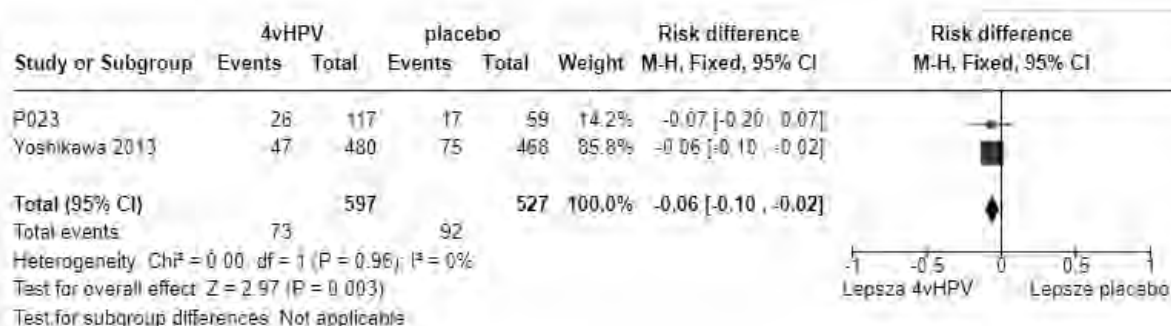 4vHPV placebo Risk difference Risk difference
Study or Subgroup Events Total Events Total Weight M-H, Fixed, 95% CI M-H, Fixed, 95% CI
P023 26 117 17 59 14.2% -0.07 [-0.20 , 0.07]
Yoshikawa 2013 47 480 75 468 85.8% -0.06 [-0.10 , -0.02]
Total (95% CI) 597 527 100.0% -0.06 [-0.10 , -0.02]
Total events 73 92
Heterogeneity: Chi² = 0.00, df = 1 (P = 0.96); I² = 0%
Test for overall effect: Z = 2.97 (P = 0.003)
Test for subgroup differences: Not applicable
-1 -0.5 0 0.5 1
Lepsza 4vHPV Lepsza placebo